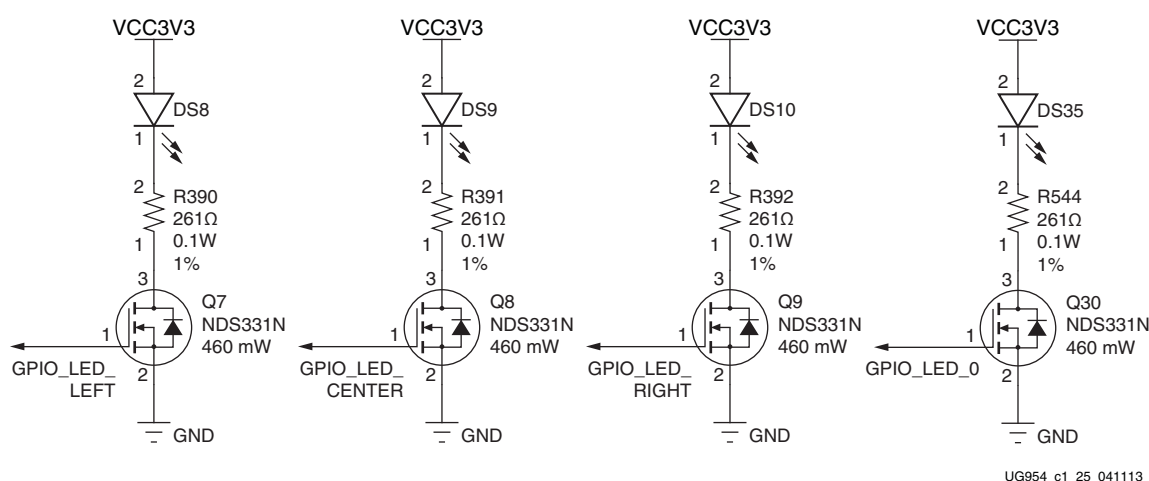 VCC3V3
2
DS8
1
2
R390
261Ω
0.1W
1
1%
3
Q7
NDS331N
1
460 mW
GPIO_LED_
LEFT
2
GND
VCC3V3
2
DS9
1
2
R391
261Ω
0.1W
1
1%
3
Q8
NDS331N
1
460 mW
GPIO_LED_
CENTER
2
GND
VCC3V3
2
DS10
1
2
R392
261Ω
0.1W
1
1%
3
Q9
NDS331N
1
460 mW
GPIO_LED_
RIGHT
2
GND
VCC3V3
2
DS35
1
2
R544
261Ω
0.1W
1
1%
3
Q30
NDS331N
1
460 mW
GPIO_LED_0
2
GND
UG954_c1_25_041113